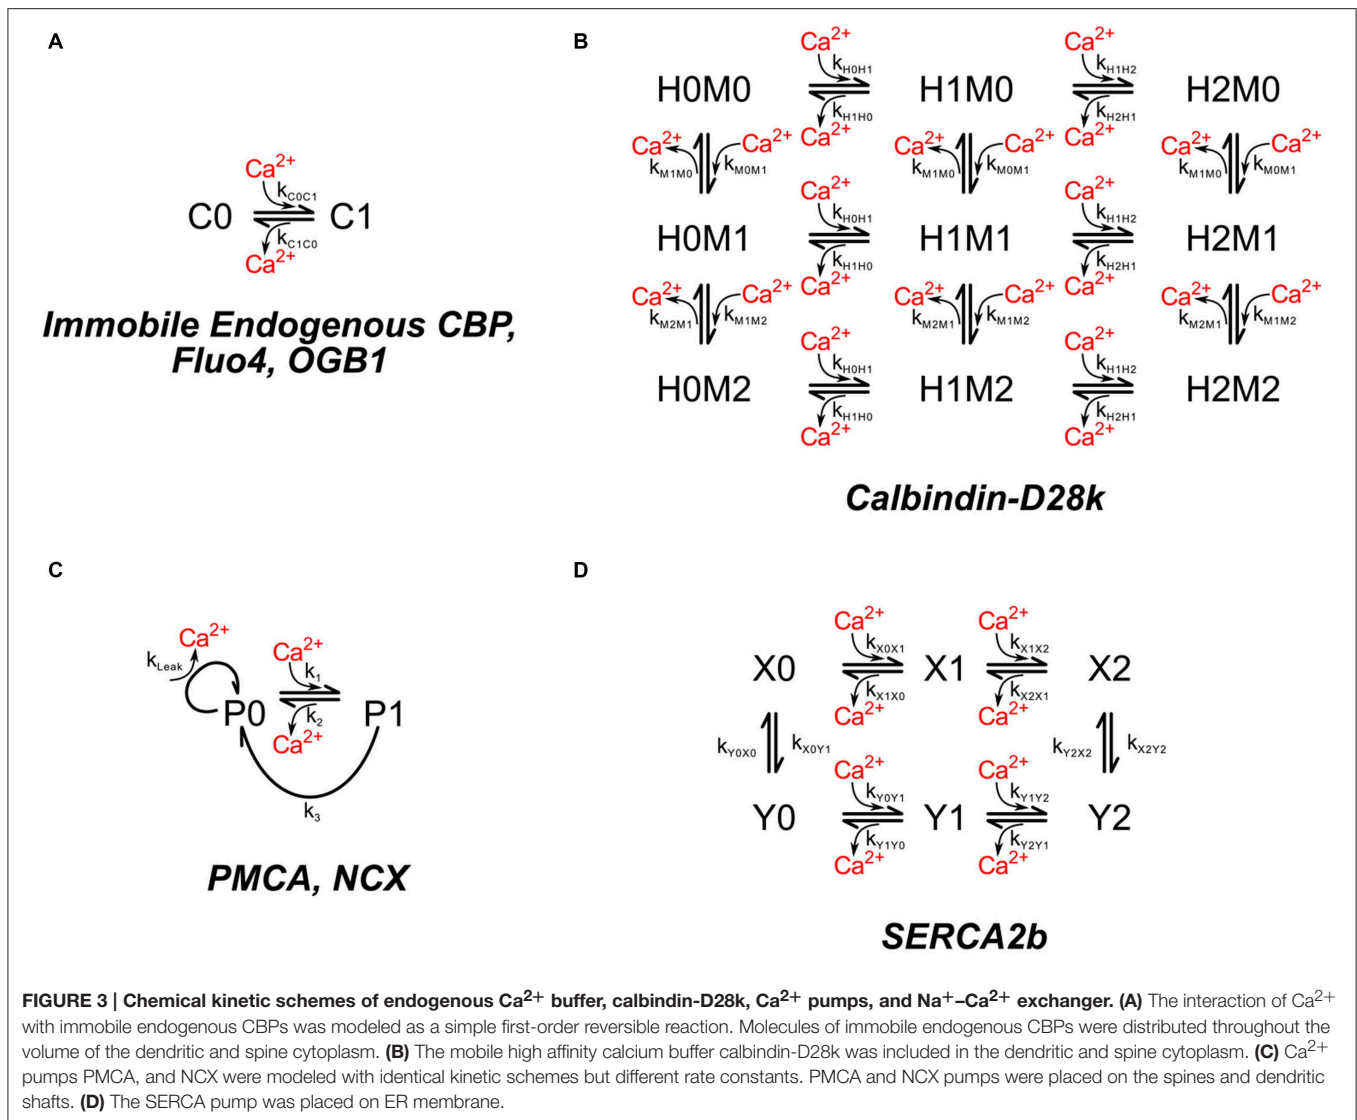 A
Ca2+
kC0C1
C0 C1
kC1C0
Ca2+
Immobile Endogenous CBP,
Fluo4, OGB1
B
Ca2+ Ca2+
kH0H1 kH1H2
H0M0 H1M0 H2M0
kH1H0 kH2H1
Ca2+ Ca2+ Ca2+ Ca2+ Ca2+ Ca2+ Ca2+ Ca2+
kM1M0 kM0M1 kM1M0 kM0M1 kM1M0 kM0M1
Ca2+ Ca2+
kH0H1 kH1H2
H0M1 H1M1 H2M1
kH1H0 kH2H1
Ca2+ Ca2+ Ca2+ Ca2+ Ca2+ Ca2+ Ca2+ Ca2+
kM2M1 kM1M2 kM2M1 kM1M2 kM2M1 kM1M2
Ca2+ Ca2+
kH0H1 kH1H2
H0M2 H1M2 H2M2
kH1H0 kH2H1
Ca2+ Ca2+
Calbindin-D28k
C
Ca2+
Ca2+
kLeak k1
P0 P1
k2
Ca2+
k3
PMCA, NCX
D
Ca2+ Ca2+
kX0X1 kX1X2
X0 X1 X2
kX1X0 kX2X1
Ca2+ Ca2+
kY0X0 kX0Y1 kY2X2 kX2Y2
Ca2+ Ca2+
kY0Y1 kY1Y2
Y0 Y1 Y2
kY1Y0 kY2Y1
Ca2+ Ca2+
SERCA2b
FIGURE 3 | Chemical kinetic schemes of endogenous Ca2+ buffer, calbindin-D28k, Ca2+ pumps, and Na+–Ca2+ exchanger. (A) The interaction of Ca2+
with immobile endogenous CBPs was modeled as a simple first-order reversible reaction. Molecules of immobile endogenous CBPs were distributed throughout the
volume of the dendritic and spine cytoplasm. (B) The mobile high affinity calcium buffer calbindin-D28k was included in the dendritic and spine cytoplasm. (C) Ca2+
pumps PMCA, and NCX were modeled with identical kinetic schemes but different rate constants. PMCA and NCX pumps were placed on the spines and dendritic
shafts. (D) The SERCA pump was placed on ER membrane.